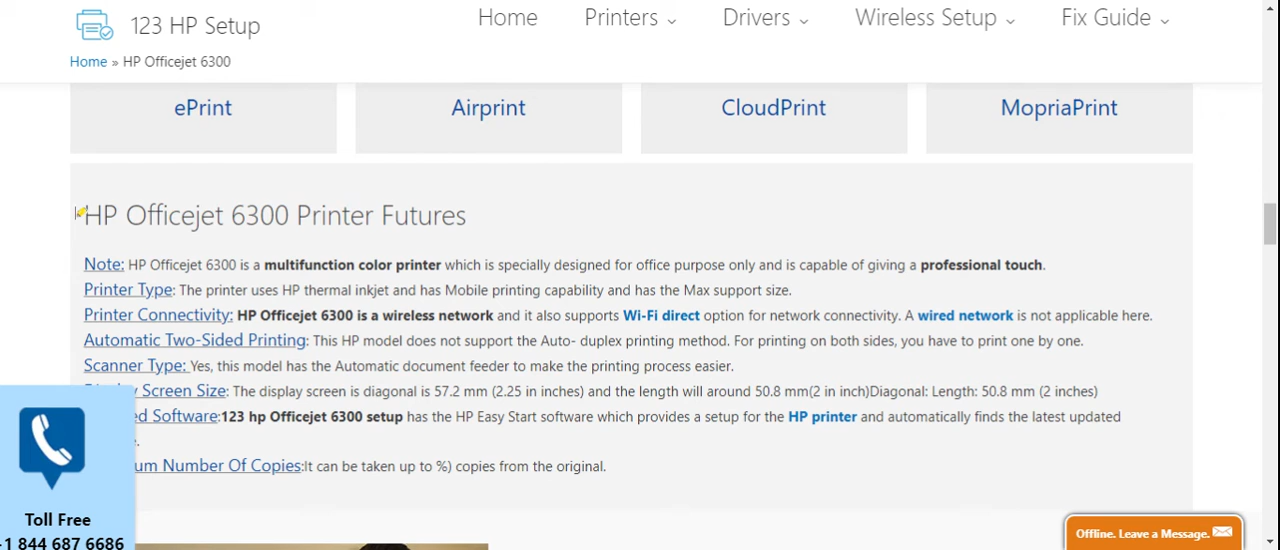 123 HP Setup
Home Printers Drivers Wireless Setup Fix Guide
Home » HP Officejet 6300
ePrint Airprint CloudPrint MopriaPrint
HP Officejet 6300 Printer Futures
Note: HP Officejet 6300 is a multifunction color printer which is specially designed for office purpose only and is capable of giving a professional touch.
Printer Type: The printer uses HP thermal inkjet and has Mobile printing capability and has the Max support size.
Printer Connectivity: HP Officejet 6300 is a wireless network and it also supports Wi-Fi direct option for network connectivity. A wired network is not applicable here.
Automatic Two-Sided Printing: This HP model does not support the Auto- duplex printing method. For printing on both sides, you have to print one by one.
Scanner Type: Yes, this model has the Automatic document feeder to make the printing process easier.
Screen Size: The display screen is diagonal is 57.2 mm (2.25 in inches) and the length will around 50.8 mm(2 in inch)Diagonal: Length: 50.8 mm (2 inches)
Software:123 hp Officejet 6300 setup has the HP Easy Start software which provides a setup for the HP printer and automatically finds the latest updated
Number Of Copies:It can be taken up to %) copies from the original.
Toll Free
+1 844 687 6686
Offline. Leave a Message.